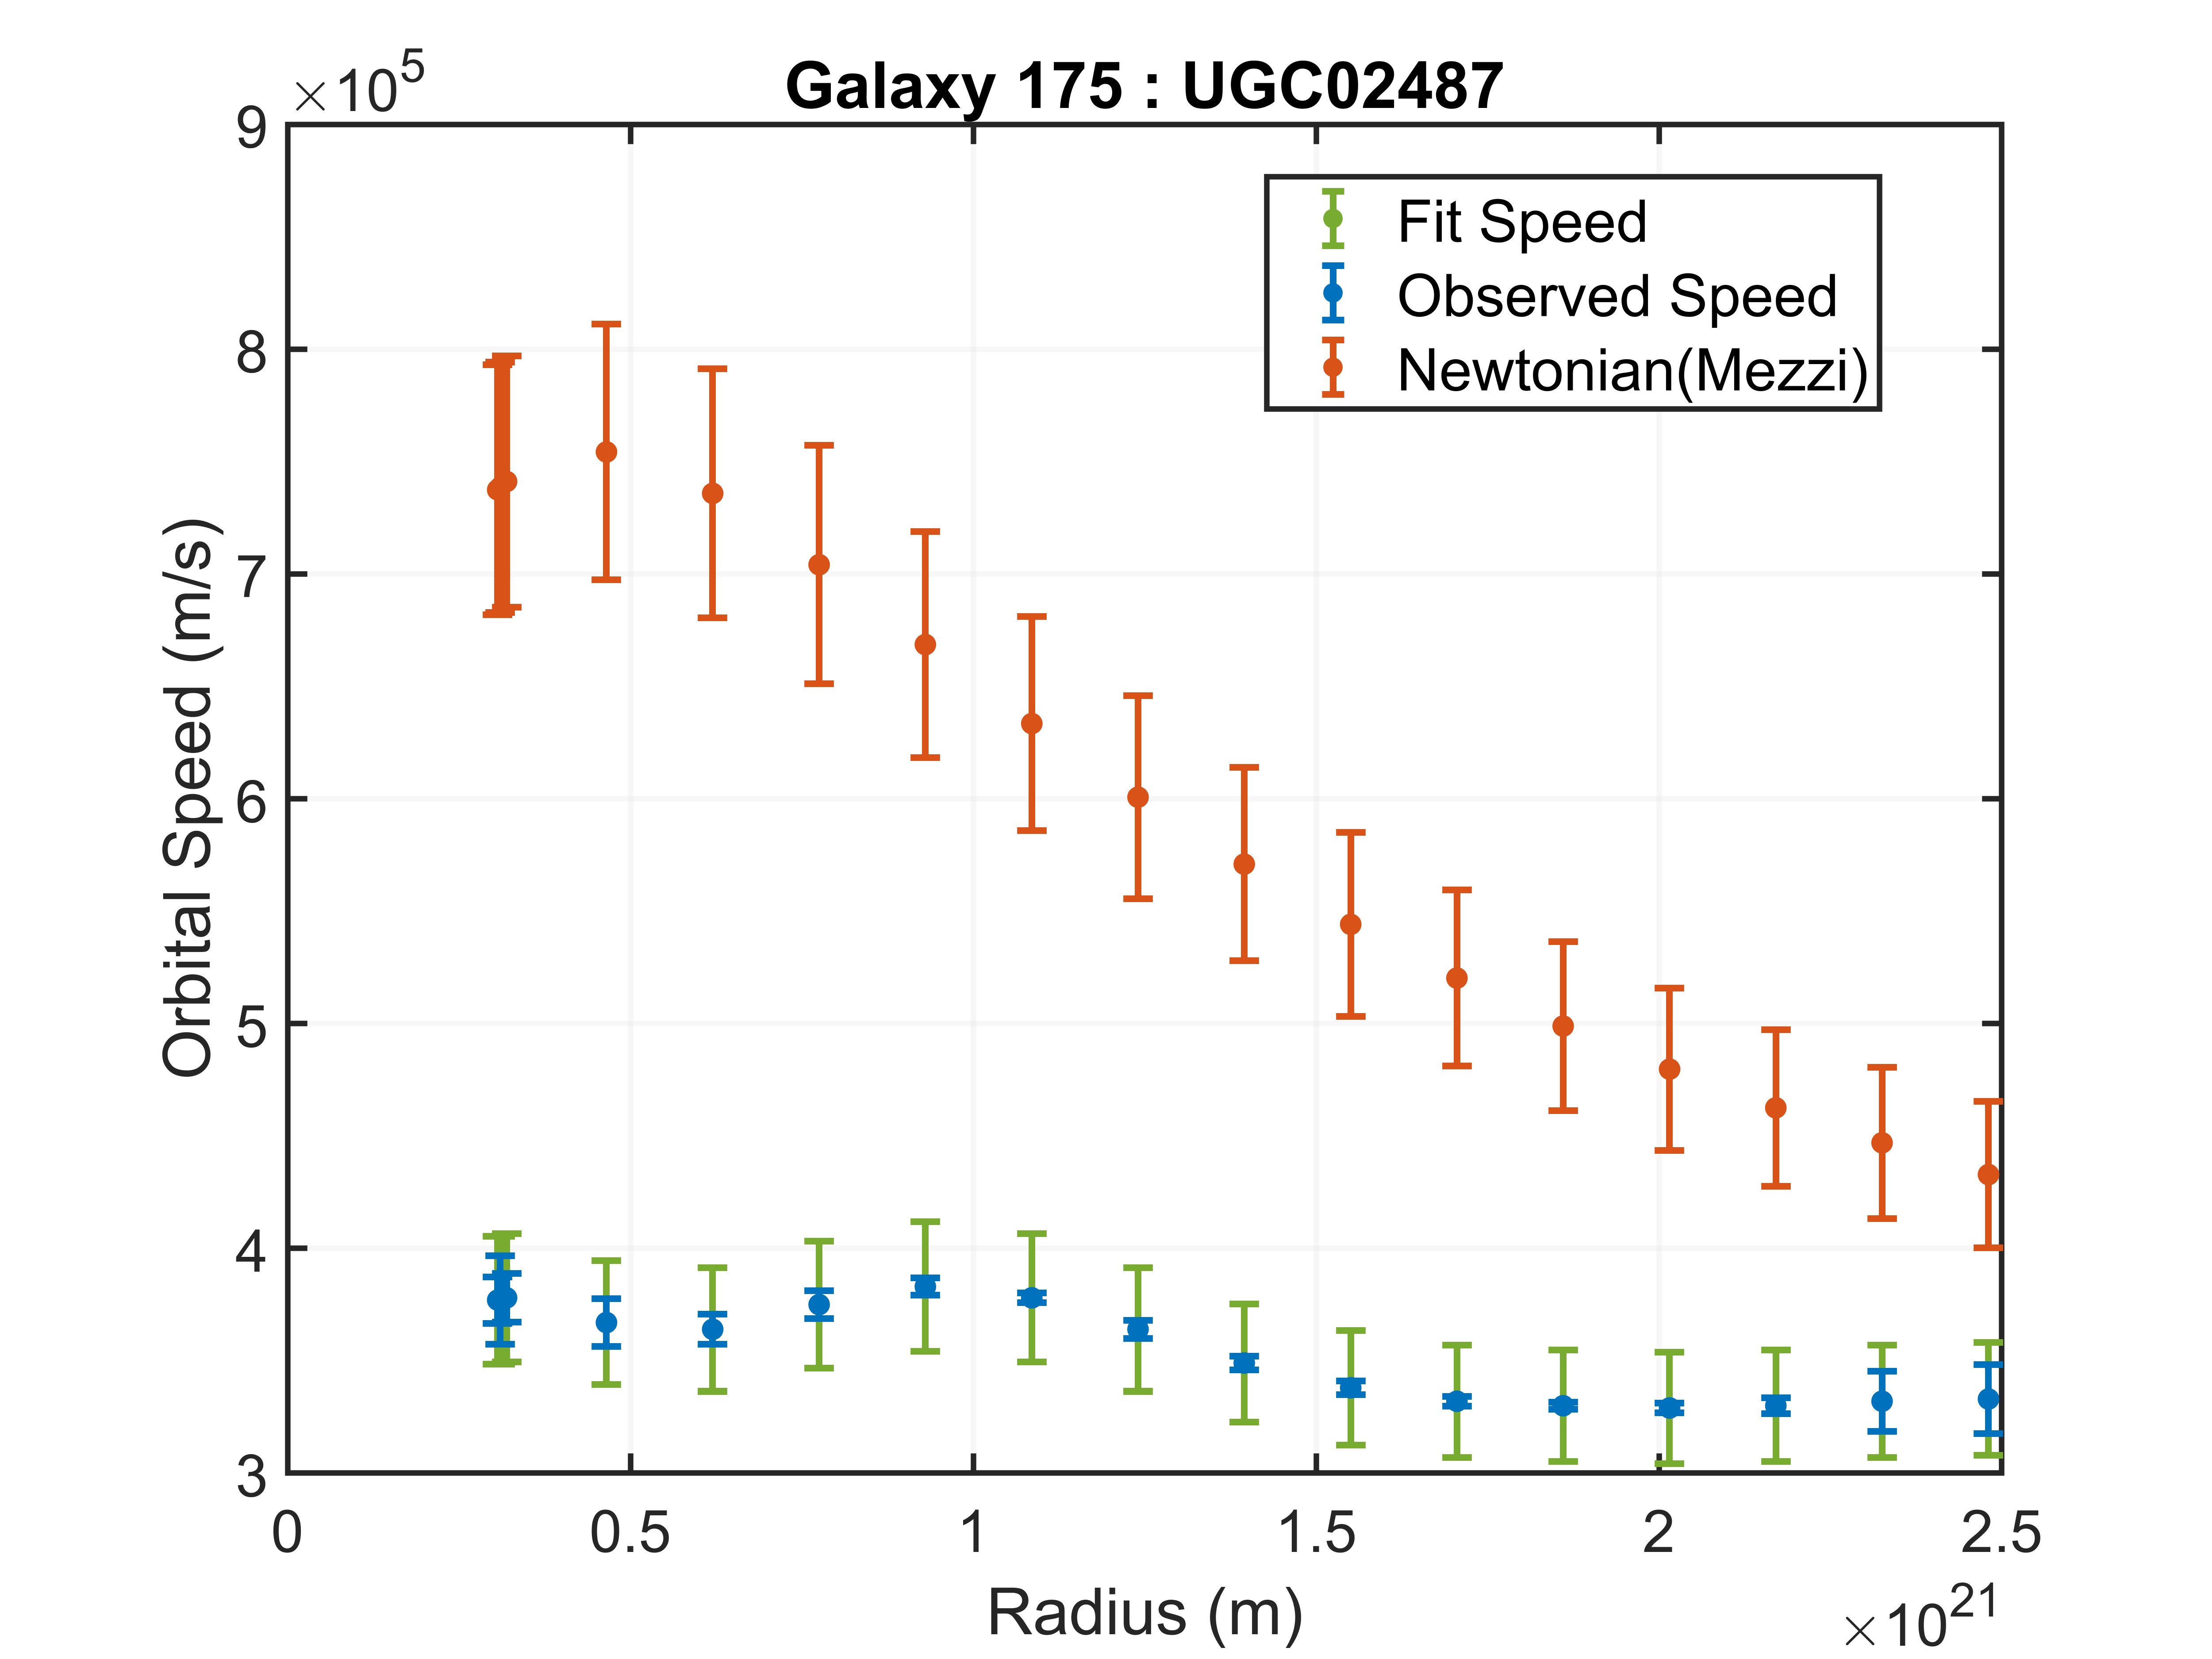 Galaxy 175 : UGC02487
×10^5
9
8
7
6
5
4
3
Orbital Speed (m/s)
Fit Speed
Observed Speed
Newtonian(Mezzi)
0 0.5 1 1.5 2 2.5
Radius (m)
×10^21